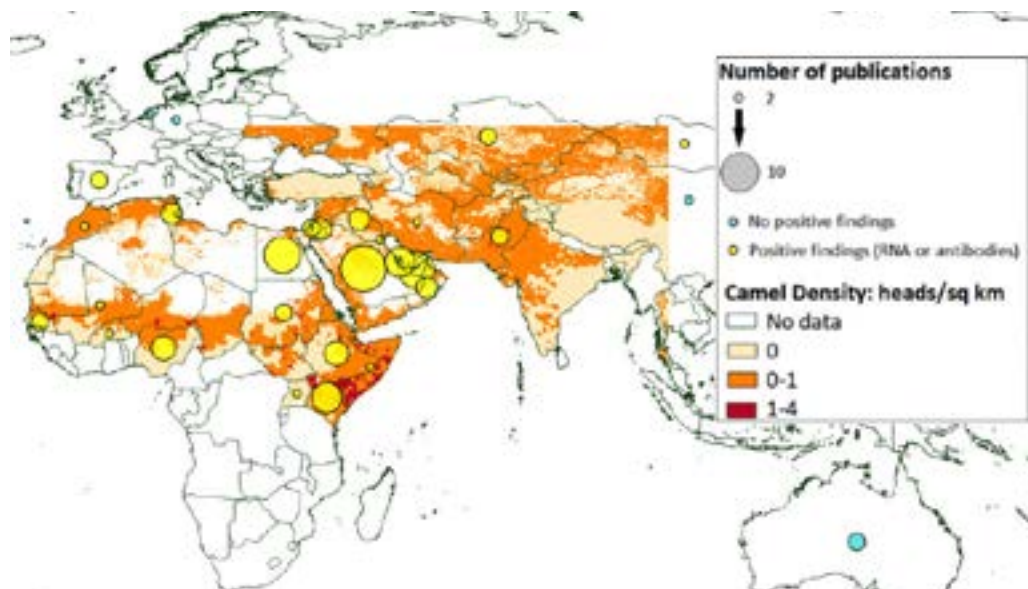 Number of publications
2
10
No positive findings
Positive findings (RNA or antibodies)
Camel Density: heads/sq km
No data
0
0-1
1-4